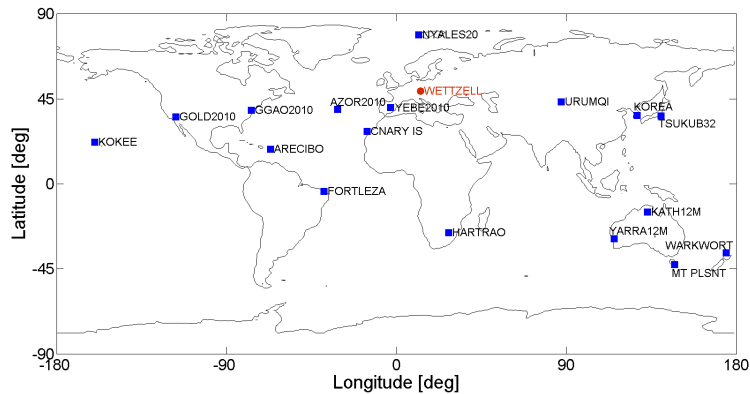 90
NYALES20
WETTZELL
45
AZOR2010
YEBE2010
URUMQI
KOREA
GGAO2010
GOLD2010
TSUKUB32
CNARY IS
KOKEE
ARECIBO
Latitude [deg]
0
FORTLEZA
KATH12M
HARTRAO
YARRA12M
WARKWORT
-45
MT PLSNT
-90
-180
-90
0
90
180
Longitude [deg]